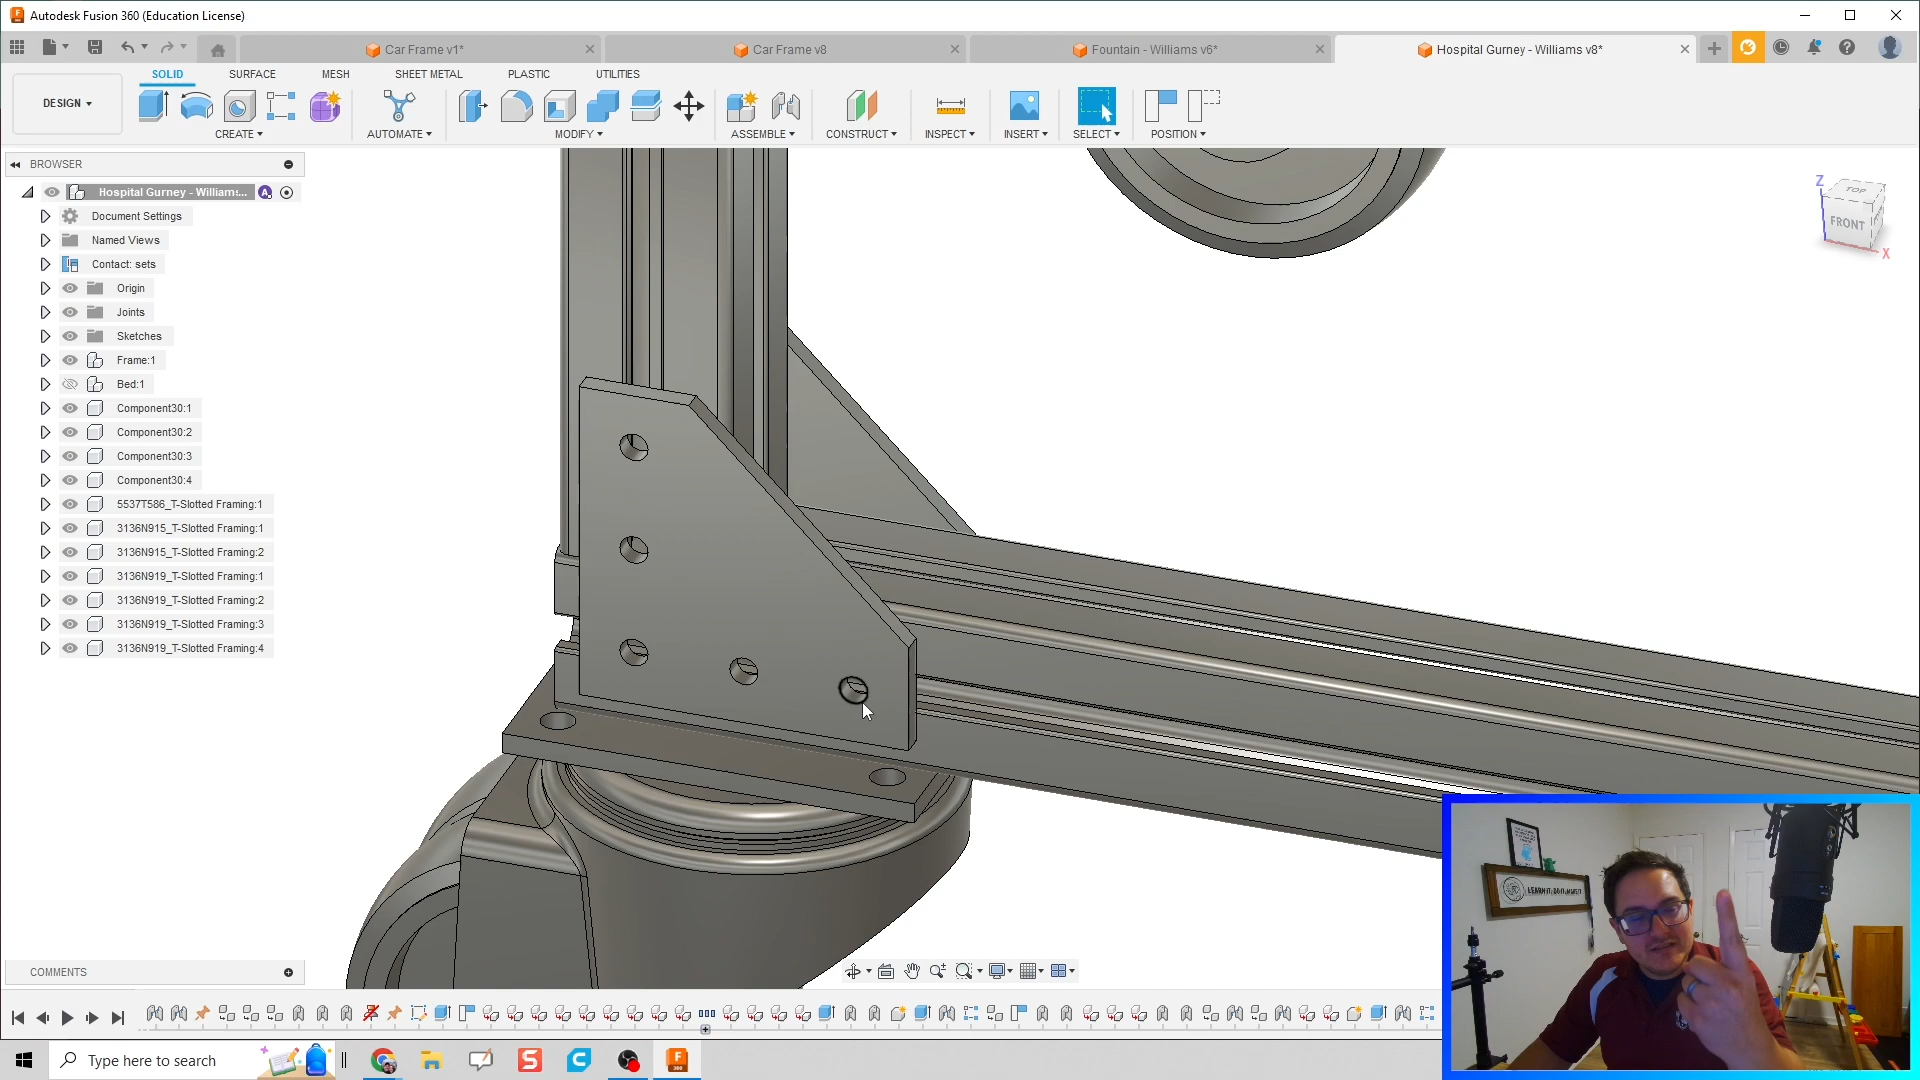 Autodesk Fusion 360 (Education License)
Car Frame v1*
Car Frame v8
Fountain - Williams v6*
Hospital Gurney - Williams v8*
DESIGN
SOLID
SURFACE
MESH
SHEET METAL
PLASTIC
UTILITIES
CREATE
AUTOMATE
MODIFY
ASSEMBLE
CONSTRUCT
INSPECT
INSERT
SELECT
POSITION
BROWSER
Hospital Gurney - Williams... A
Document Settings
Named Views
Contact: sets
Origin
Joints
Sketches
Frame:1
Bed:1
Component30:1
Component30:2
Component30:3
Component30:4
5537T586_T-Slotted Framing:1
3136N915_T-Slotted Framing:1
3136N915_T-Slotted Framing:2
3136N919_T-Slotted Framing:1
3136N919_T-Slotted Framing:2
3136N919_T-Slotted Framing:3
3136N919_T-Slotted Framing:4
Z
TOP
FRONT
X
COMMENTS
Type here to search